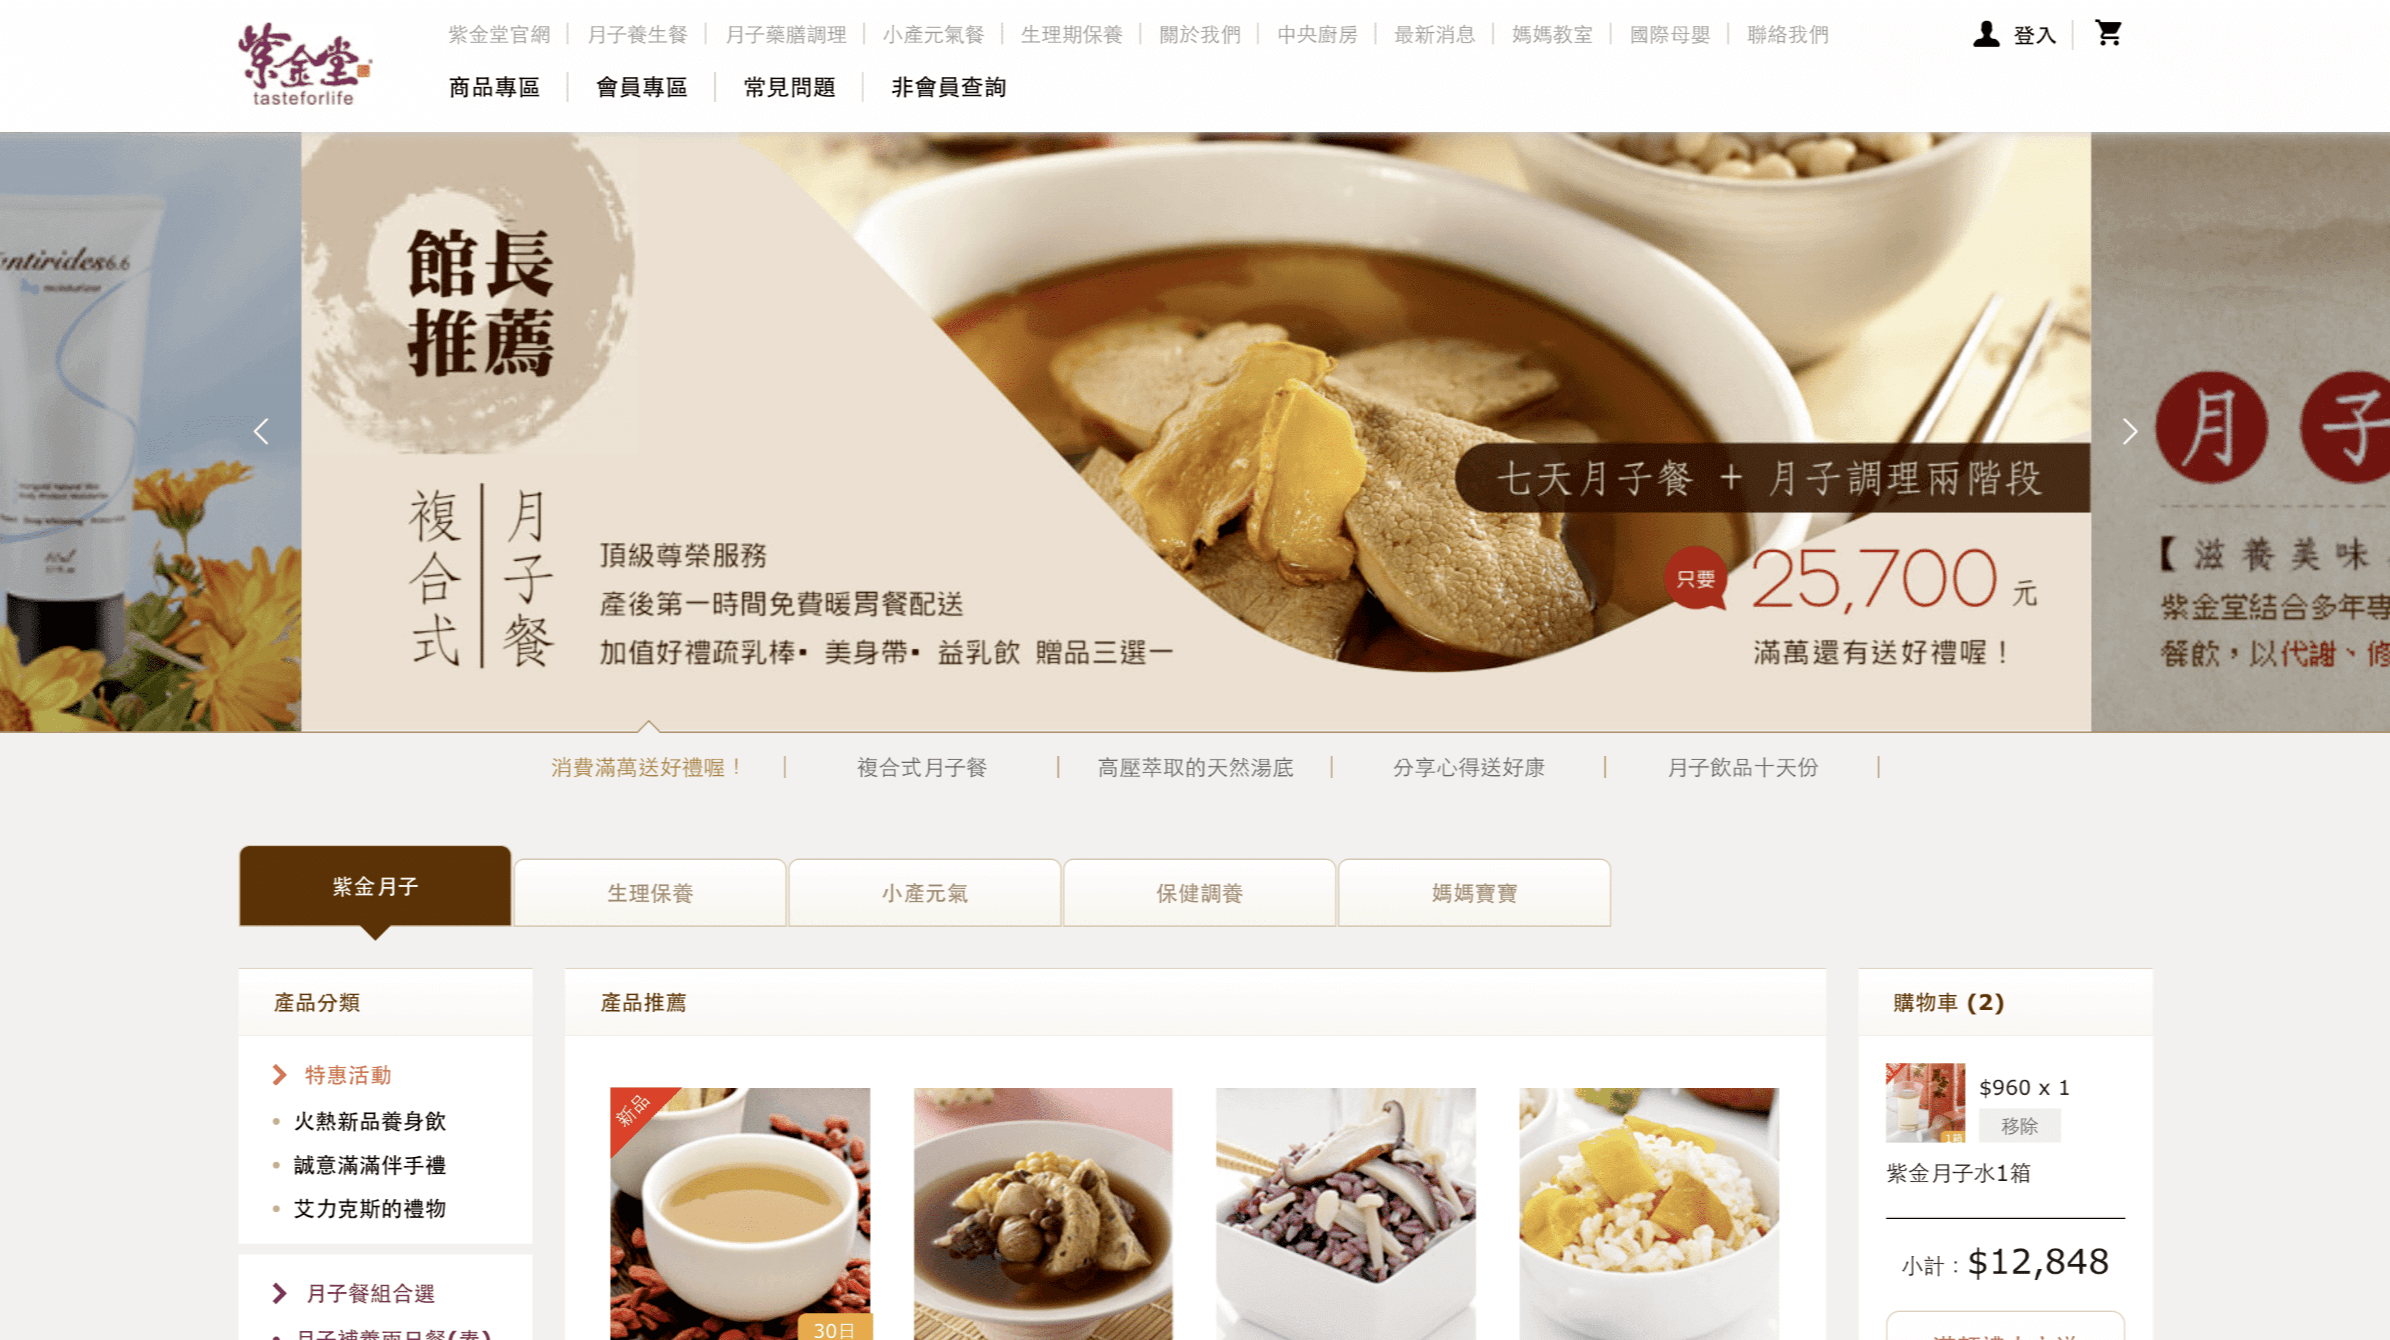 紫金堂
tasteforlife
紫金堂官網
月子養生餐
月子藥膳調理
小產元氣餐
生理期保養
關於我們
中央廚房
最新消息
媽媽教室
國際母嬰
聯絡我們
登入
商品專區
會員專區
常見問題
非會員查詢
館長
推薦
月子餐
複合式
頂級尊榮服務
產後第一時間免費暖胃餐配送
加值好禮疏乳棒▪ 美身帶▪ 益乳飲 贈品三選一
七天月子餐 + 月子調理兩階段
只要
25,700 元
滿萬還有送好禮喔！
月 子
【滋養美味
紫金堂結合多年專
餐飲，以代謝、修
消費滿萬送好禮喔！
複合式月子餐
高壓萃取的天然湯底
分享心得送好康
月子飲品十天份
紫金月子
生理保養
小產元氣
保健調養
媽媽寶寶
產品分類
特惠活動
火熱新品養身飲
誠意滿滿伴手禮
艾力克斯的禮物
月子餐組合選
月子補養兩日餐(素)
產品推薦
新品
30日
購物車 (2)
$960 x 1
移除
1箱
紫金月子水1箱
小計：$12,848